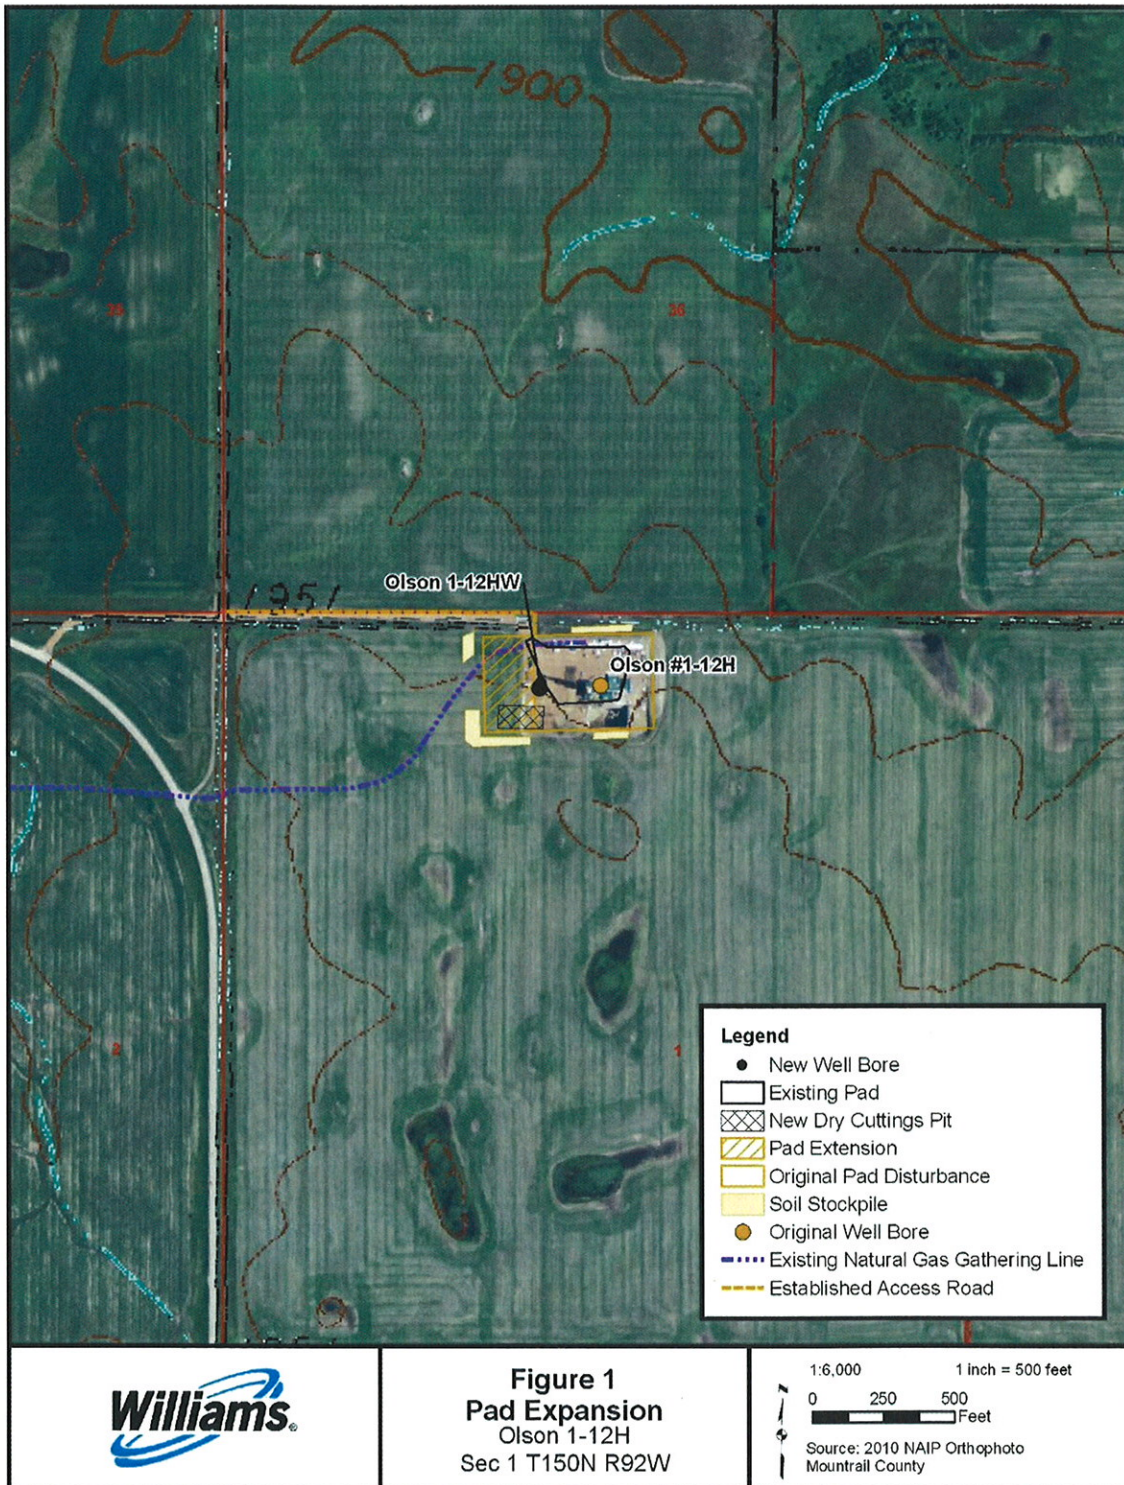 1900
36
1951
Olson 1-12HW
Olson #1-12H
2
1
Legend
New Well Bore
Existing Pad
New Dry Cuttings Pit
Pad Extension
Original Pad Disturbance
Soil Stockpile
Original Well Bore
Existing Natural Gas Gathering Line
Established Access Road
Williams®
Figure 1
Pad Expansion
Olson 1-12H
Sec 1 T150N R92W
1:6,000 1 inch = 500 feet
0 250 500
Feet
N
Source: 2010 NAIP Orthophoto
Mountrail County